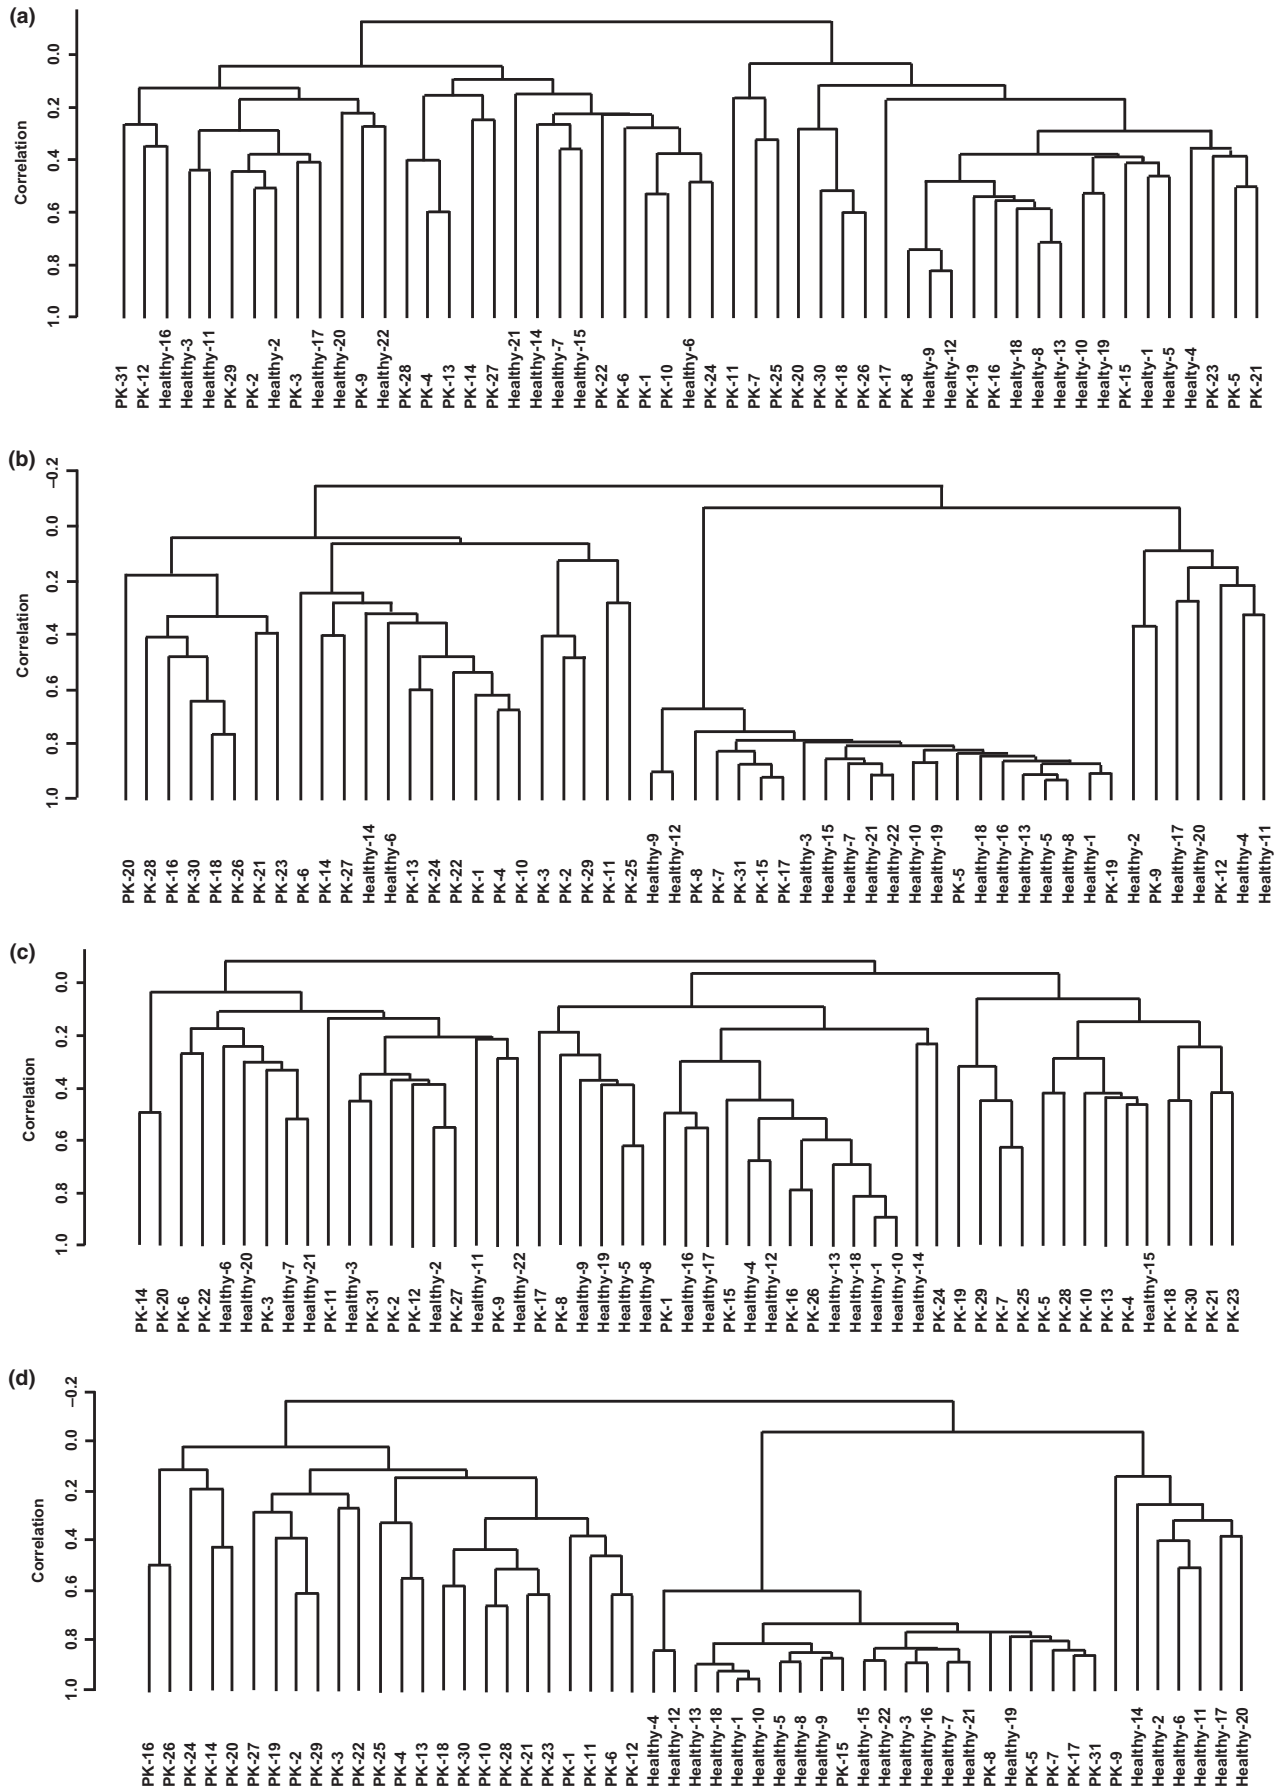 (a)
Correlation
0.0
0.2
0.4
0.6
0.8
1.0
PK-31
PK-12
Healthy-16
Healthy-3
Healthy-11
PK-29
PK-2
Healthy-2
PK-3
Healthy-17
Healthy-20
PK-9
Healthy-22
PK-28
PK-4
PK-13
PK-14
PK-27
Healthy-21
Healthy-14
Healthy-7
Healthy-15
PK-22
PK-6
PK-1
PK-10
Healthy-6
PK-24
PK-11
PK-7
PK-25
PK-20
PK-30
PK-18
PK-26
PK-17
PK-8
Healthy-9
Healthy-12
PK-19
PK-16
Healthy-18
Healthy-8
Healthy-13
Healthy-10
Healthy-19
PK-15
Healthy-1
Healthy-5
Healthy-4
PK-23
PK-5
PK-21
(b)
Correlation
–0.2
0.0
0.2
0.4
0.6
0.8
1.0
PK-20
PK-28
PK-16
PK-30
PK-18
PK-26
PK-21
PK-23
PK-6
PK-14
PK-27
Healthy-14
Healthy-6
PK-13
PK-24
PK-22
PK-1
PK-4
PK-10
PK-3
PK-2
PK-29
PK-11
PK-25
Healthy-9
Healthy-12
PK-8
PK-7
PK-31
PK-15
PK-17
Healthy-3
Healthy-15
Healthy-7
Healthy-21
Healthy-22
Healthy-10
Healthy-19
PK-5
Healthy-18
Healthy-16
Healthy-13
Healthy-5
Healthy-8
Healthy-1
PK-19
Healthy-2
PK-9
Healthy-17
Healthy-20
PK-12
Healthy-4
Healthy-11
(c)
Correlation
0.0
0.2
0.4
0.6
0.8
1.0
PK-14
PK-20
PK-6
PK-22
Healthy-6
Healthy-20
PK-3
Healthy-7
Healthy-21
PK-11
Healthy-3
PK-31
PK-2
PK-12
Healthy-2
PK-27
Healthy-11
PK-9
Healthy-22
PK-17
PK-8
Healthy-9
Healthy-19
Healthy-5
Healthy-8
PK-1
Healthy-16
Healthy-17
PK-15
Healthy-4
Healthy-12
PK-16
PK-26
Healthy-13
Healthy-18
Healthy-1
Healthy-10
Healthy-14
PK-24
PK-19
PK-29
PK-7
PK-25
PK-5
PK-28
PK-10
PK-13
PK-4
Healthy-15
PK-18
PK-30
PK-21
PK-23
(d)
Correlation
–0.2
0.0
0.2
0.4
0.6
0.8
1.0
PK-16
PK-26
PK-24
PK-14
PK-20
PK-27
PK-19
PK-2
PK-29
PK-3
PK-22
PK-25
PK-4
PK-13
PK-18
PK-30
PK-10
PK-28
PK-21
PK-23
PK-1
PK-11
PK-6
PK-12
Healthy-4
Healthy-12
Healthy-13
Healthy-18
Healthy-1
Healthy-10
Healthy-5
Healthy-8
Healthy-9
PK-15
Healthy-15
Healthy-22
Healthy-3
Healthy-16
Healthy-7
Healthy-21
PK-8
Healthy-19
PK-5
PK-7
PK-17
PK-31
PK-9
Healthy-14
Healthy-2
Healthy-6
Healthy-11
Healthy-17
Healthy-20